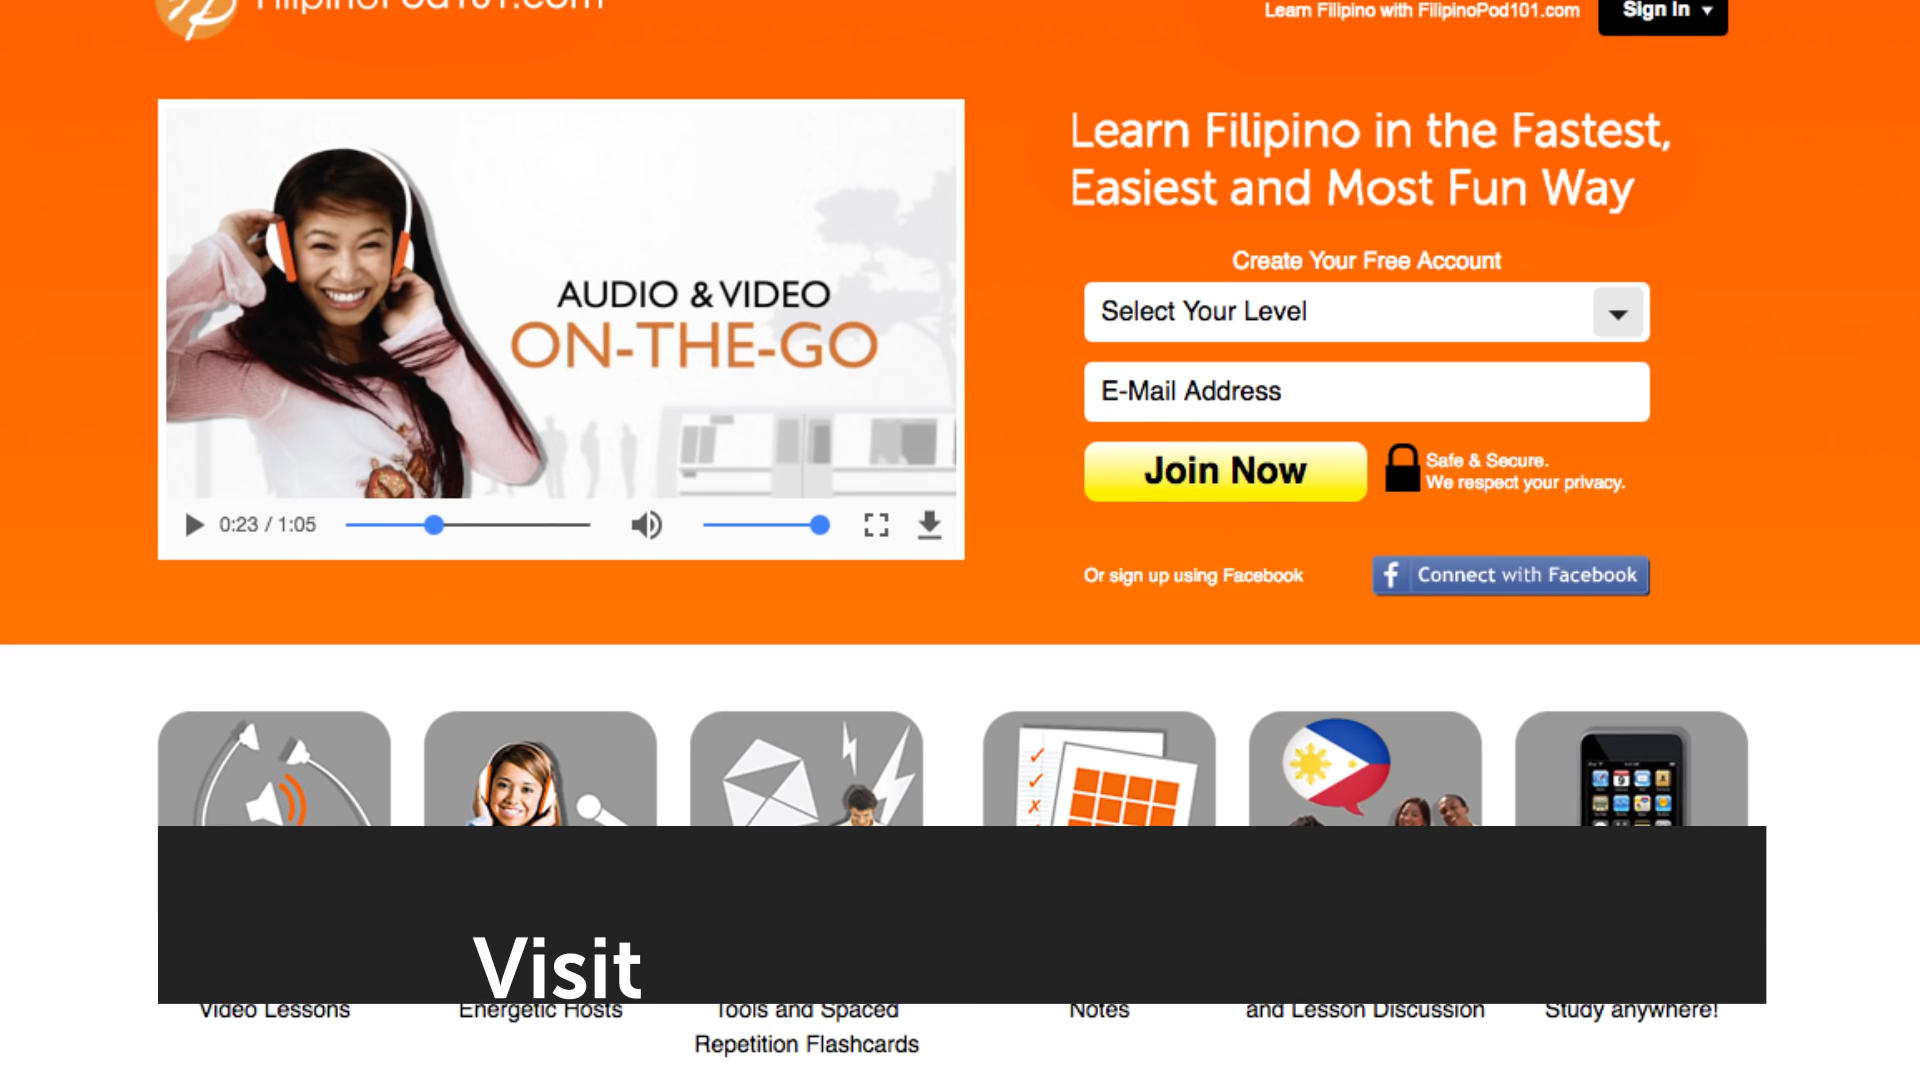 FilipinoPod101.com
Learn Filipino with FilipinoPod101.com
Sign In
Learn Filipino in the Fastest,
Easiest and Most Fun Way
Create Your Free Account
Select Your Level
E-Mail Address
Join Now
Safe & Secure.
We respect your privacy.
Or sign up using Facebook
Connect with Facebook
AUDIO & VIDEO
ON-THE-GO
0:23 / 1:05
Visit
Video Lessons
Energetic Hosts
Tools and Spaced
Repetition Flashcards
Notes
and Lesson Discussion
Study anywhere!